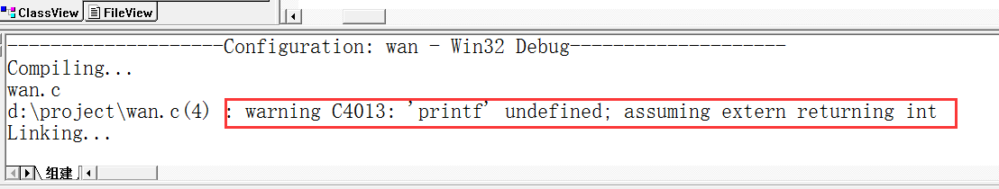 ClassView FileView
--------------------Configuration: wan - Win32 Debug--------------------
Compiling...
wan.c
d:\project\wan.c(4) : warning C4013: 'printf' undefined; assuming extern returning int
Linking...
组建